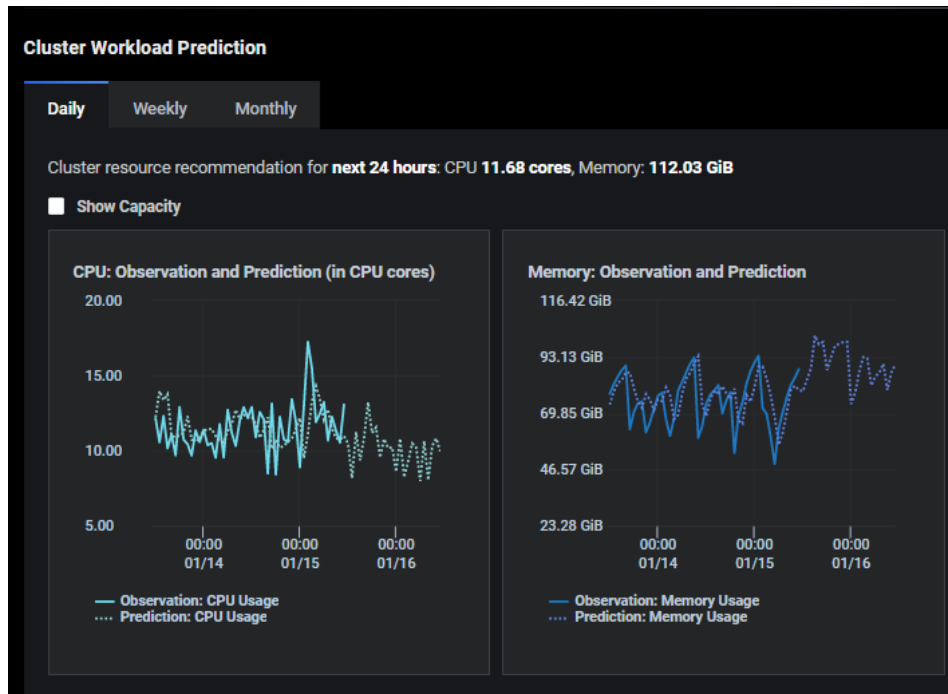 Cluster Workload Prediction
Daily Weekly Monthly
Cluster resource recommendation for next 24 hours: CPU 11.68 cores, Memory: 112.03 GiB
Show Capacity
CPU: Observation and Prediction (in CPU cores)
20.00
15.00
10.00
5.00
00:00 00:00 00:00
01/14 01/15 01/16
Observation: CPU Usage
Prediction: CPU Usage
Memory: Observation and Prediction
116.42 GiB
93.13 GiB
69.85 GiB
46.57 GiB
23.28 GiB
00:00 00:00 00:00
01/14 01/15 01/16
Observation: Memory Usage
Prediction: Memory Usage